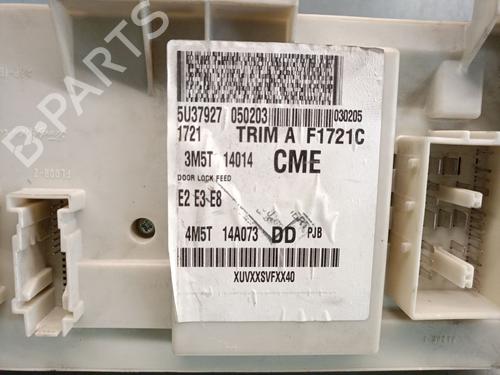 5U37927 050203 030205
1721 TRIM A F1721C
3M5T 14014 CME
DOOR LOCK FEED
E2 E3 E8
4M5T 14A073 DD PJB
XUVXXSVFXX40
B-PARTS